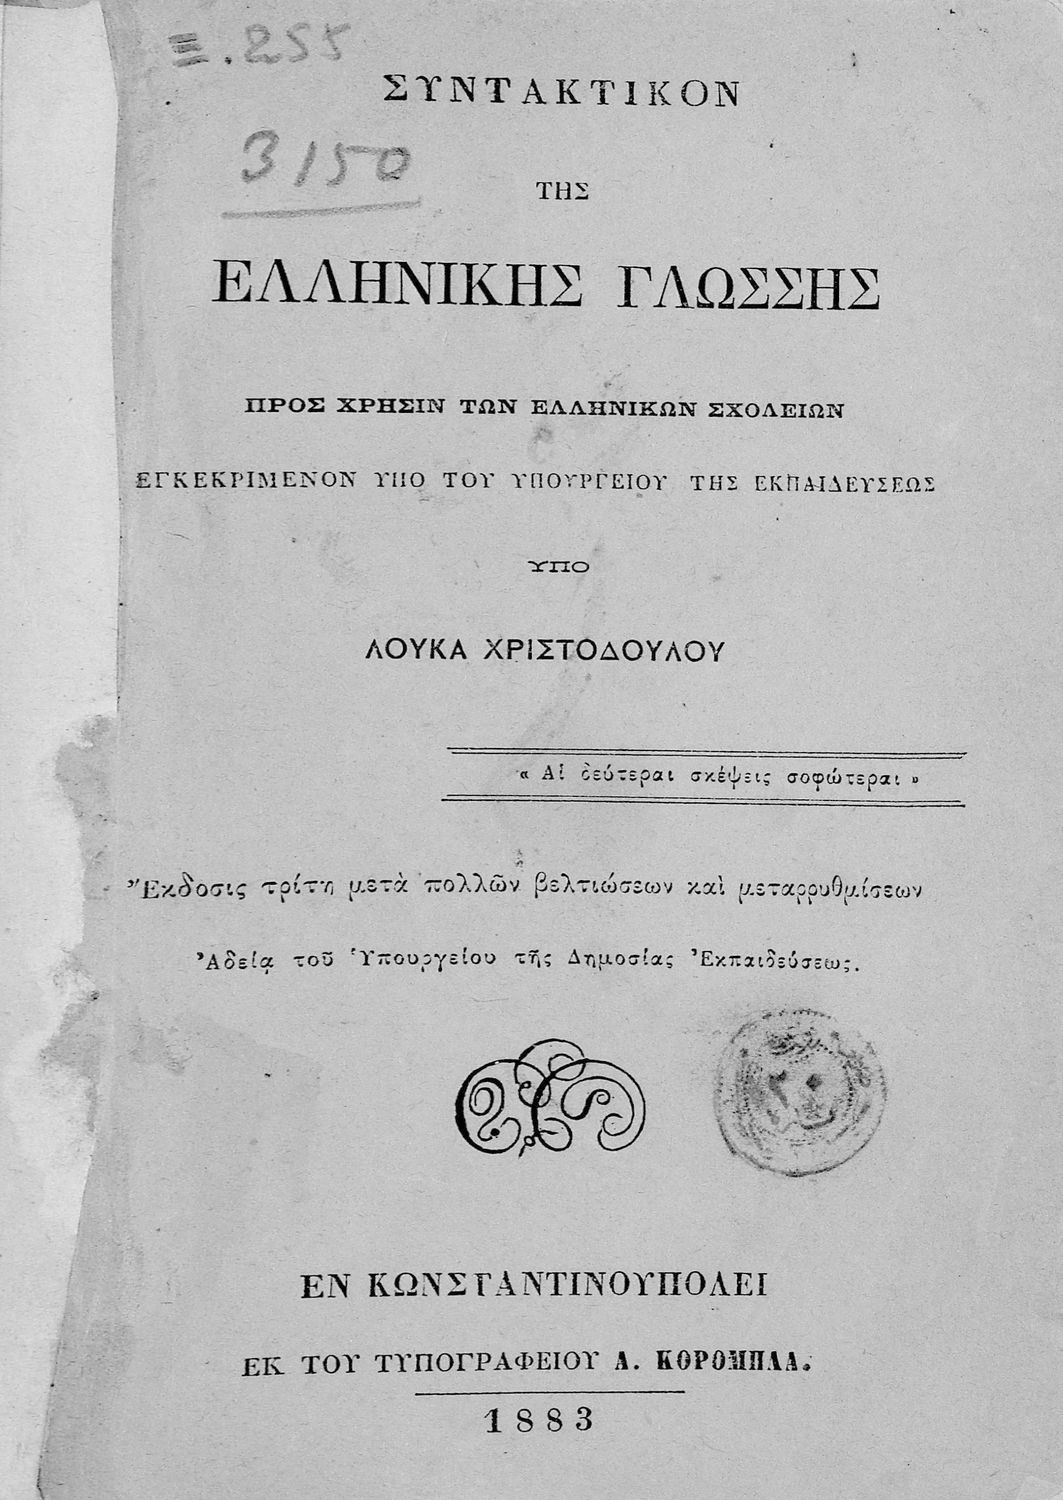 Ξ. 255
ΣΥΝΤΑΚΤΙΚΟΝ
3150
ΤΗΣ
ΕΛΛΗΝΙΚΗΣ ΓΛΩΣΣΗΣ
ΠΡΟΣ ΧΡΗΣΙΝ ΤΩΝ ΕΛΛΗΝΙΚΩΝ ΣΧΟΛΕΙΩΝ
ΕΓΚΕΚΡΙΜΕΝΟΝ ΥΠΟ ΤΟΥ ΥΠΟΥΡΓΕΙΟΥ ΤΗΣ ΕΚΠΑΙΔΕΥΣΕΩΣ
ΥΠΟ
ΛΟΥΚΑ ΧΡΙΣΤΟΔΟΥΛΟΥ
« Αἱ δεύτεραι σκέψεις σοφώτεραι »
Ἔκδοσις τρίτη μετὰ πολλῶν βελτιώσεων καὶ μεταρρυθμίσεων
Ἀδείᾳ τοῦ Ὑπουργείου τῆς Δημοσίας Ἐκπαιδεύσεως.
ΕΝ ΚΩΝΣΤΑΝΤΙΝΟΥΠΟΛΕΙ
ΕΚ ΤΟΥ ΤΥΠΟΓΡΑΦΕΙΟΥ Α. ΚΟΡΟΜΠΛΑ.
1883